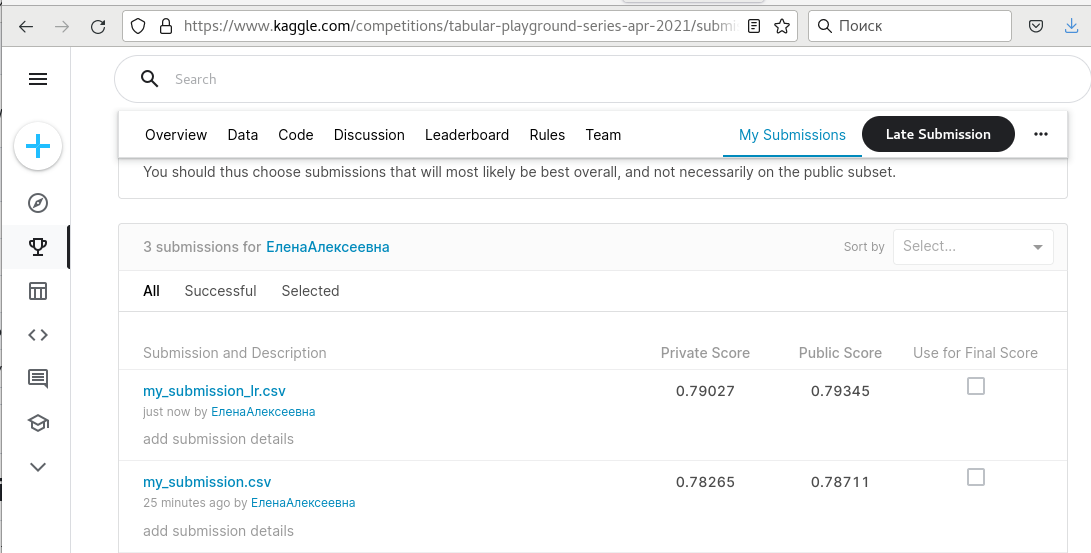 https://www.kaggle.com/competitions/tabular-playground-series-apr-2021/submi
Поиск
Search
Overview Data Code Discussion Leaderboard Rules Team My Submissions Late Submission
You should thus choose submissions that will most likely be best overall, and not necessarily on the public subset.
3 submissions for ЕленаАлексеевна Sort by Select...
All Successful Selected
Submission and Description Private Score Public Score Use for Final Score
my_submission_lr.csv 0.79027 0.79345
just now by ЕленаАлексеевна
add submission details
my_submission.csv 0.78265 0.78711
25 minutes ago by ЕленаАлексеевна
add submission details